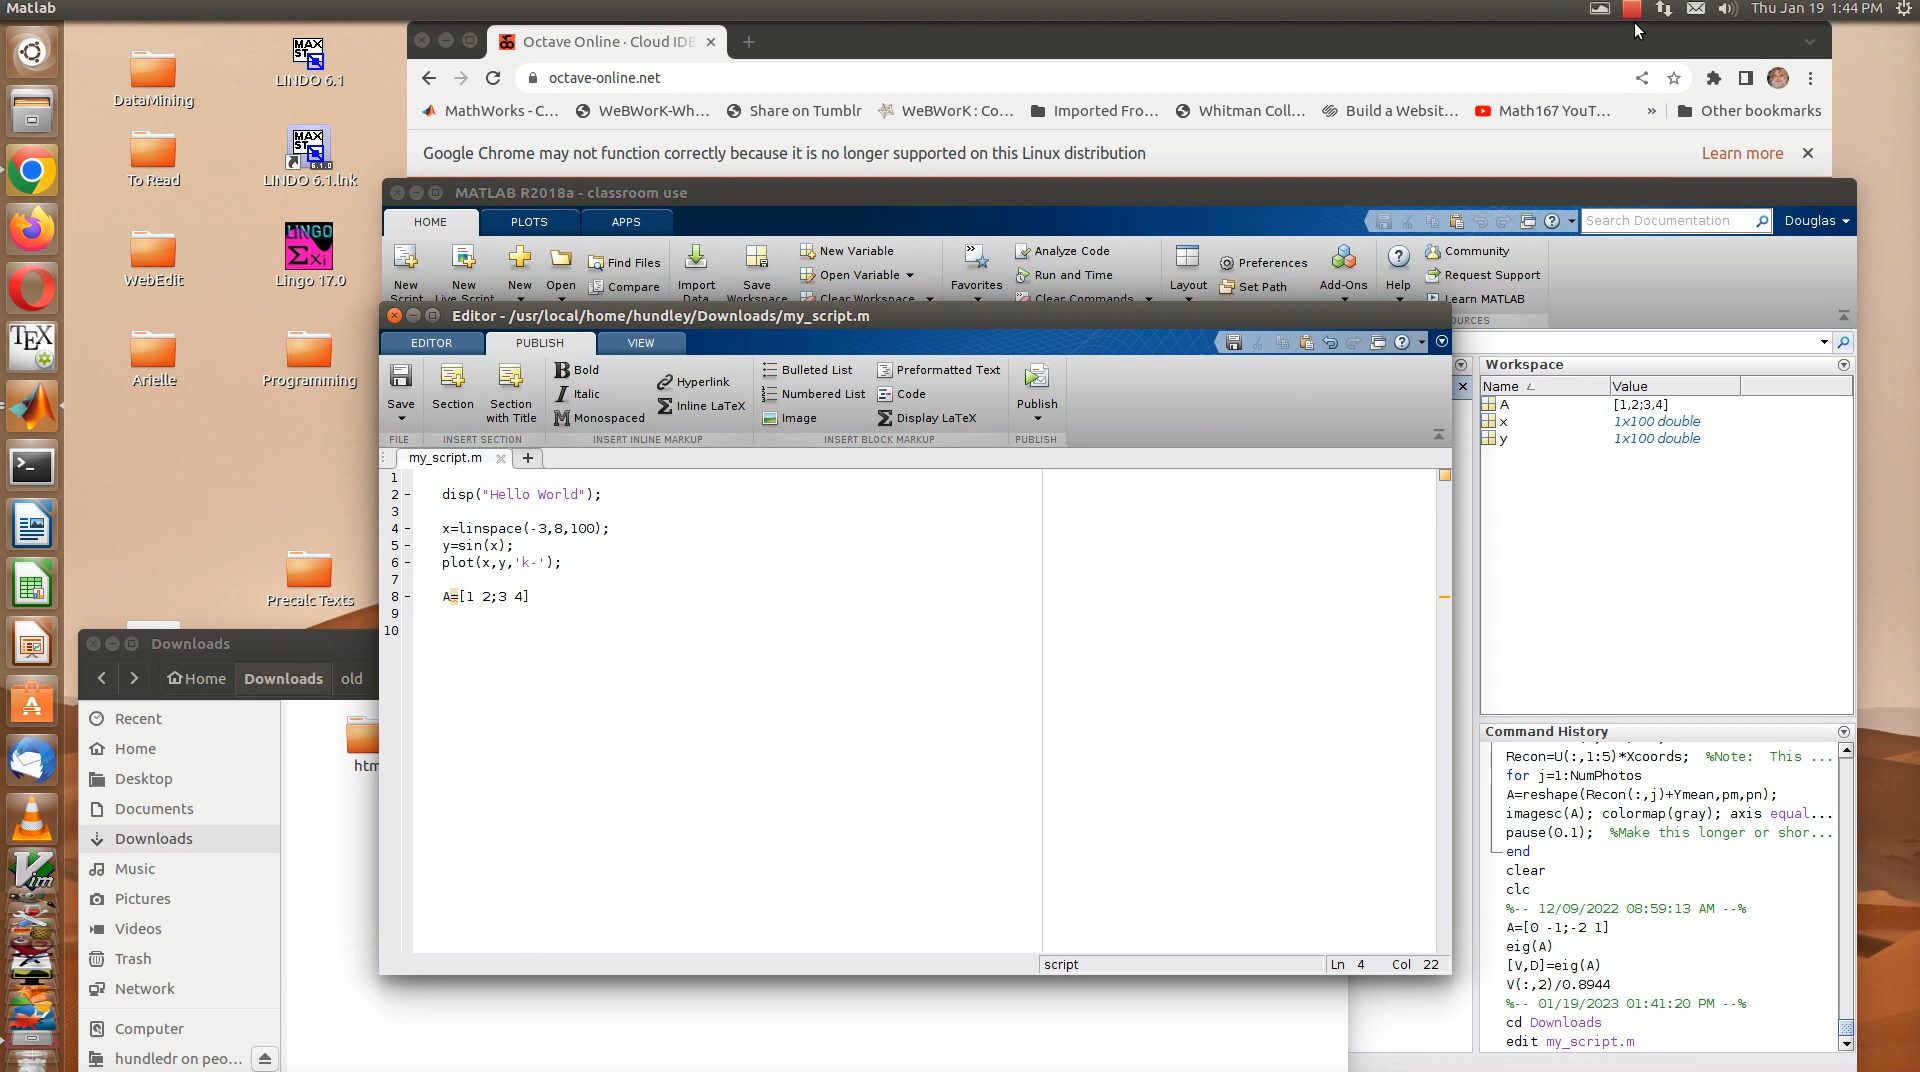 Matlab
Thu Jan 19 1:44 PM
DataMining
LINDO 6.1
To Read
LINDO 6.1.lnk
WebEdit
Lingo 17.0
Arielle
Programming
Precalc Texts
Octave Online · Cloud IDE
octave-online.net
MathWorks - C...
WeBWorK-Wh...
Share on Tumblr
WeBWorK : Co...
Imported Fro...
Whitman Coll...
Build a Websit...
Math167 YouT...
»
Other bookmarks
Google Chrome may not function correctly because it is no longer supported on this Linux distribution
Learn more
MATLAB R2018a - classroom use
HOME
PLOTS
APPS
Search Documentation
Douglas
New
Script
New
Live Script
New
Open
Find Files
Compare
Import
Data
Save
Workspace
New Variable
Open Variable
Clear Workspace
Favorites
Analyze Code
Run and Time
Clear Commands
Layout
Preferences
Set Path
Add-Ons
Help
Community
Request Support
Learn MATLAB
OURCES
Editor - /usr/local/home/hundley/Downloads/my_script.m
EDITOR
PUBLISH
VIEW
Save
Section
Section
with Title
Bold
Italic
Monospaced
Hyperlink
Inline LaTeX
Bulleted List
Numbered List
Image
Preformatted Text
Code
Display LaTeX
Publish
FILE
INSERT SECTION
INSERT INLINE MARKUP
INSERT BLOCK MARKUP
PUBLISH
my_script.m
1
2 - disp("Hello World");
3
4 - x=linspace(-3,8,100);
5 - y=sin(x);
6 - plot(x,y,'k-');
7
8 - A=[1 2;3 4]
9
10
script
Ln 4 Col 22
Workspace
Name Value
A [1,2;3,4]
x 1x100 double
y 1x100 double
Command History
Recon=U(:,1:5)*Xcoords; %Note: This ...
for j=1:NumPhotos
A=reshape(Recon(:,j)+Ymean,pm,pn);
imagesc(A); colormap(gray); axis equal...
pause(0.1); %Make this longer or shor...
end
clear
clc
%-- 12/09/2022 08:59:13 AM --%
A=[0 -1;-2 1]
eig(A)
[V,D]=eig(A)
V(:,2)/0.8944
%-- 01/19/2023 01:41:20 PM --%
cd Downloads
edit my_script.m
Downloads
Home
Downloads
old
Recent
Home
Desktop
Documents
Downloads
Music
Pictures
Videos
Trash
Network
Computer
hundledr on peo...
htm